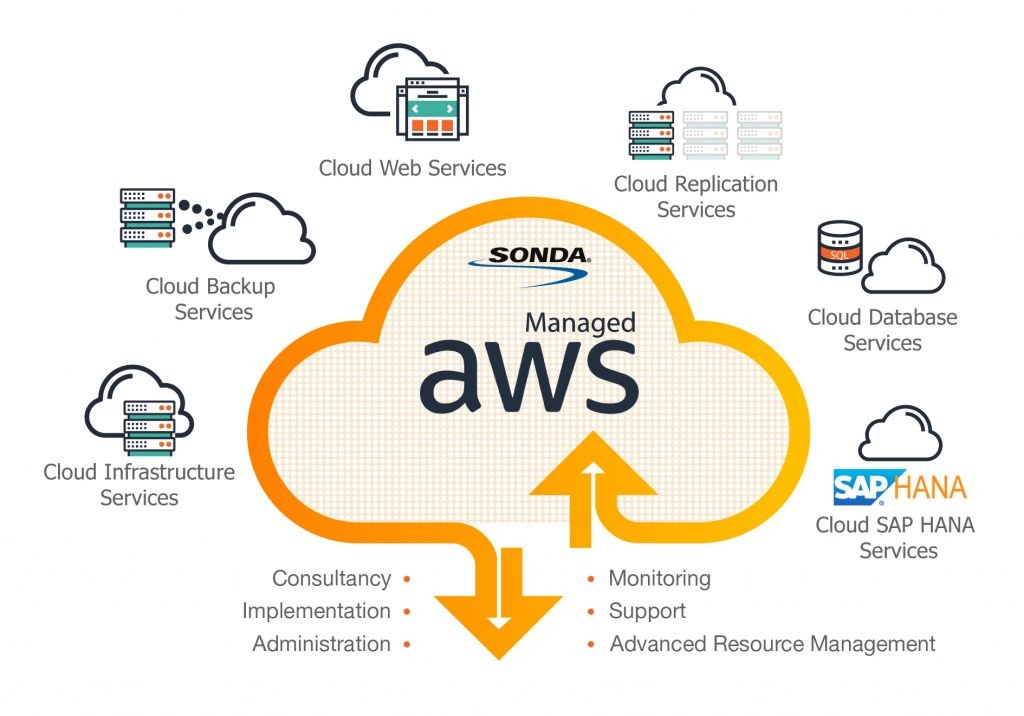 Cloud Web Services
Cloud Replication
Services
Cloud Backup
Services
SQL
Cloud Database
Services
SONDA®
Managed
aws
Cloud Infrastructure
Services
SAP® HANA
Cloud SAP HANA
Services
Consultancy •
Implementation •
Administration •
• Monitoring
• Support
• Advanced Resource Management